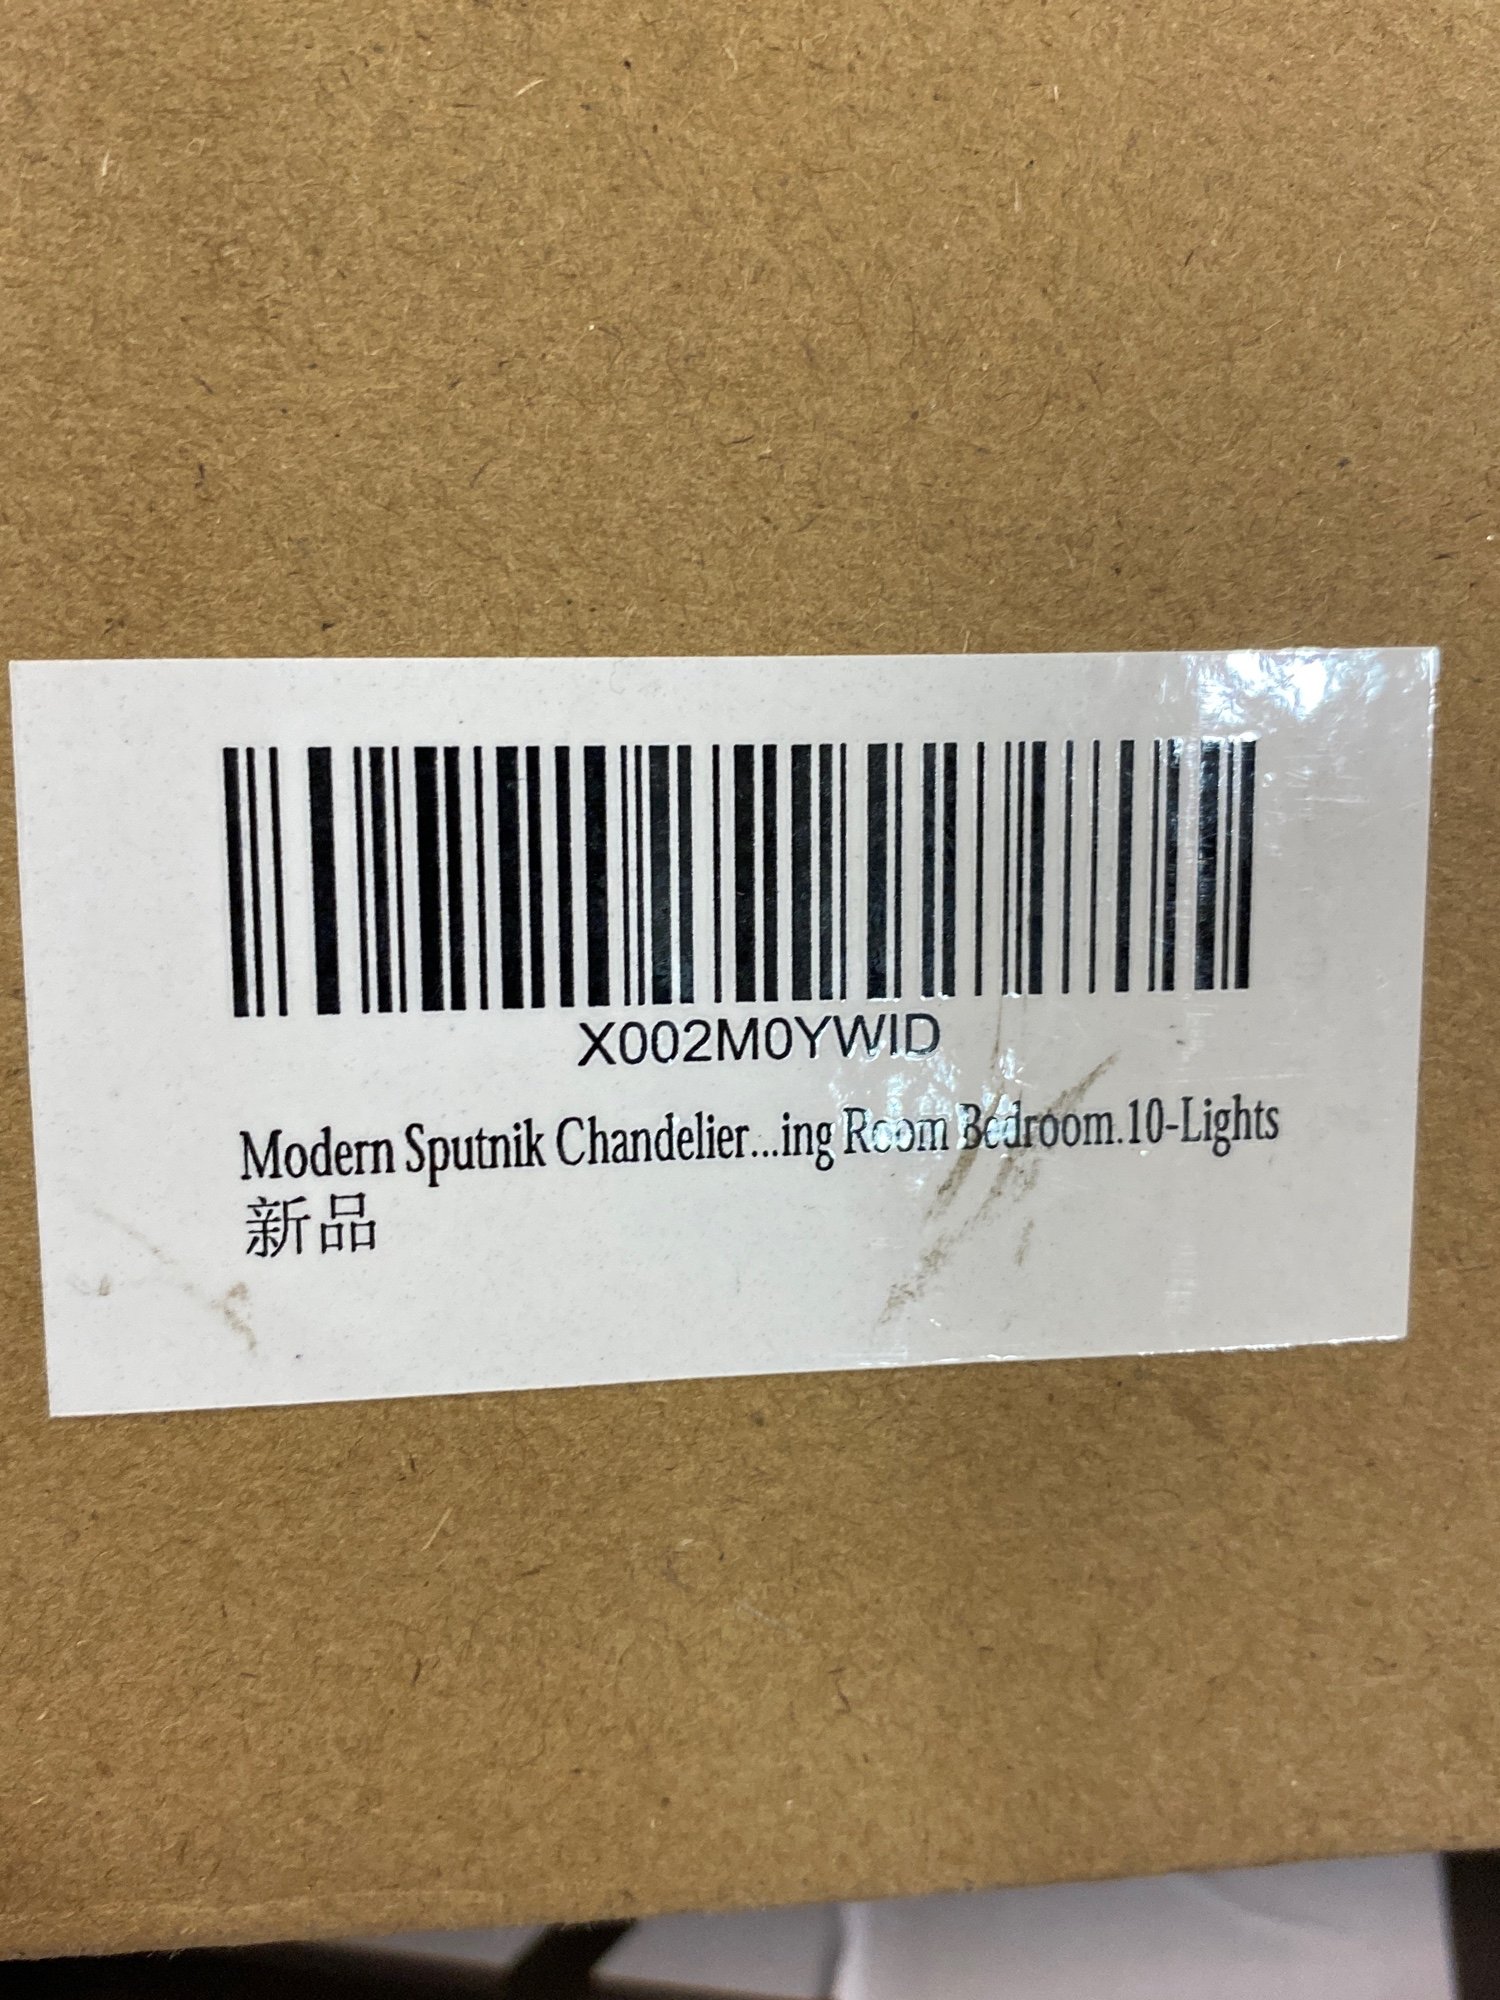 X002M0YWID
Modern Sputnik Chandelier...ing Room Bedroom.10-Lights
新品